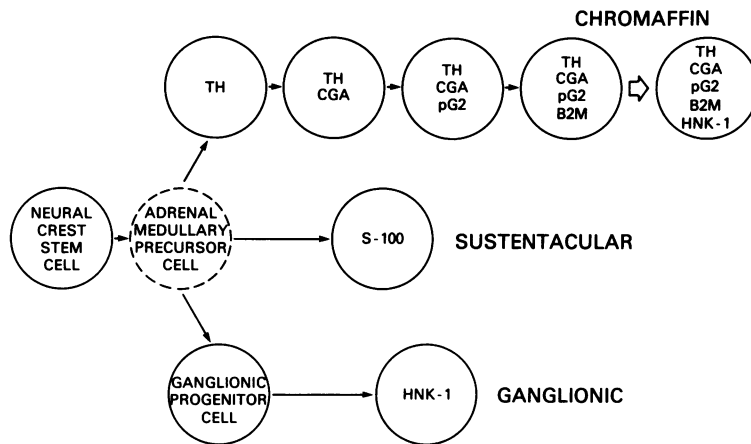 CHROMAFFIN
TH
TH
CGA
TH
CGA
pG2
TH
CGA
pG2
B2M
TH
CGA
pG2
B2M
HNK-1
NEURAL
CREST
STEM
CELL
ADRENAL
MEDULLARY
PRECURSOR
CELL
S-100
SUSTENTACULAR
GANGLIONIC
PROGENITOR
CELL
HNK-1
GANGLIONIC